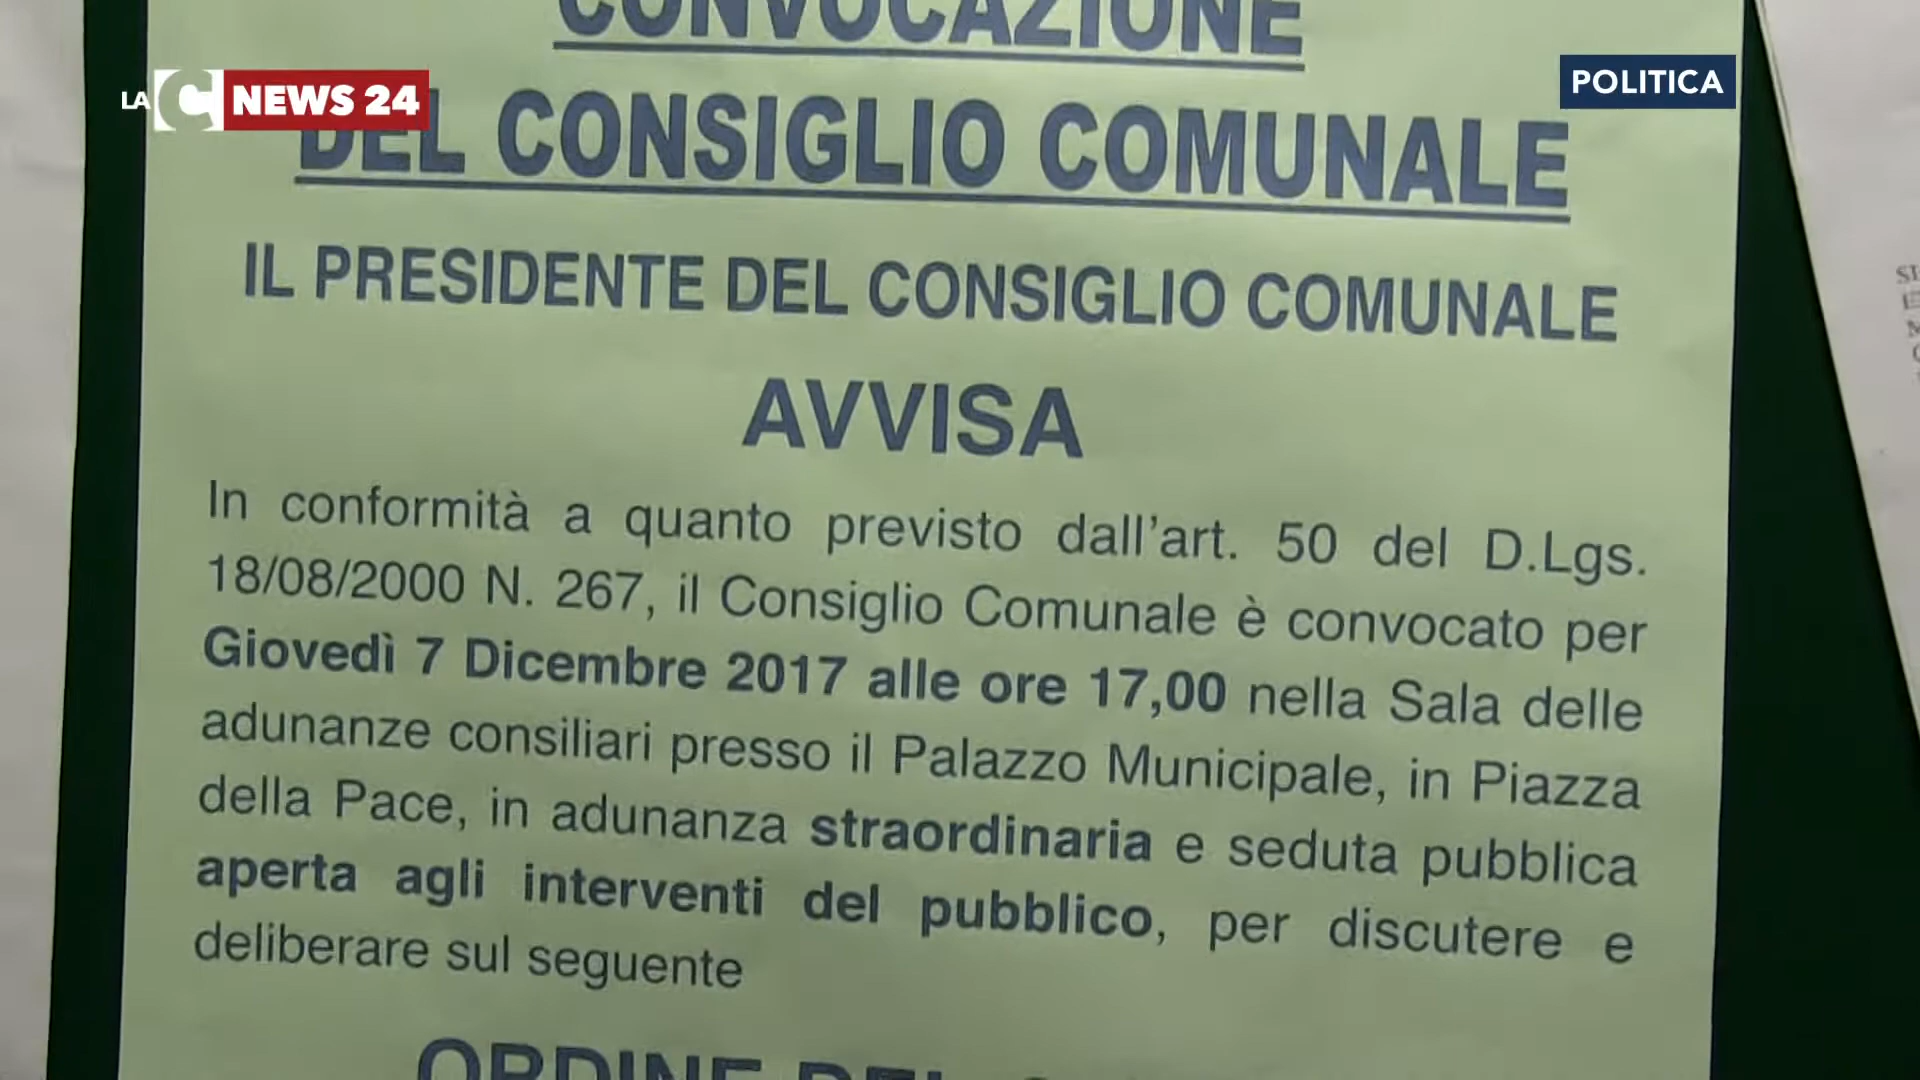 CONVOCAZIONE
LA C NEWS 24
POLITICA
DEL CONSIGLIO COMUNALE
IL PRESIDENTE DEL CONSIGLIO COMUNALE
AVVISA
In conformità a quanto previsto dall'art. 50 del D.Lgs.
18/08/2000 N. 267, il Consiglio Comunale è convocato per
Giovedì 7 Dicembre 2017 alle ore 17,00 nella Sala delle
adunanze consiliari presso il Palazzo Municipale, in Piazza
della Pace, in adunanza straordinaria e seduta pubblica
aperta agli interventi del pubblico, per discutere e
deliberare sul seguente
ORDINE DEL